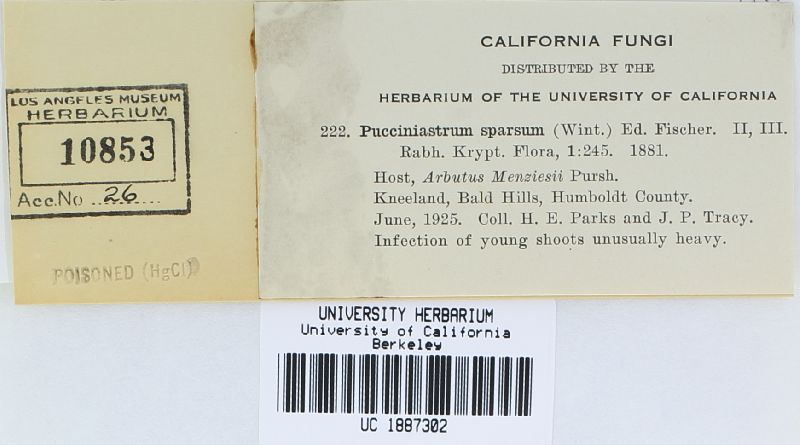 LOS ANGELES MUSEUM
HERBARIUM
10853
Acc. No 26
POISONED (HgCl)
CALIFORNIA FUNGI
DISTRIBUTED BY THE
HERBARIUM OF THE UNIVERSITY OF CALIFORNIA
222. Pucciniastrum sparsum (Wint.) Ed. Fischer. II, III.
Rabh. Krypt. Flora, 1:245. 1881.
Host, Arbutus Menziesii Pursh.
Kneeland, Bald Hills, Humboldt County.
June, 1925. Coll. H. E. Parks and J. P. Tracy.
Infection of young shoots unusually heavy.
UNIVERSITY HERBARIUM
University of California
Berkeley
UC 1887302